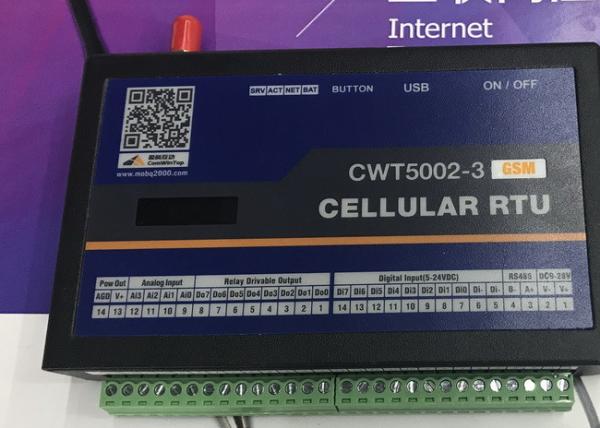 Internet
SRV ACT NET BAT BUTTON USB ON / OFF
ComWinTop
www.mobq2000.com
CWT5002-3 GSM
CELLULAR RTU
Pow Out Analog Input Relay Drivable Output
AGD V+ Ai3 Ai2 Ai1 Ai0 Do7 Do6 Do5 Do4 Do3 Do2 Do1 Do0
14 13 12 11 10 9 8 7 6 5 4 3 2 1
Digital Input(5-24VDC) RS485 DC9-28V
Di7 Di6 Di5 Di4 Di3 Di2 Di1 Di0 Di- Di- B- A+ V- V+
14 13 12 11 10 9 8 7 6 5 4 3 2 1